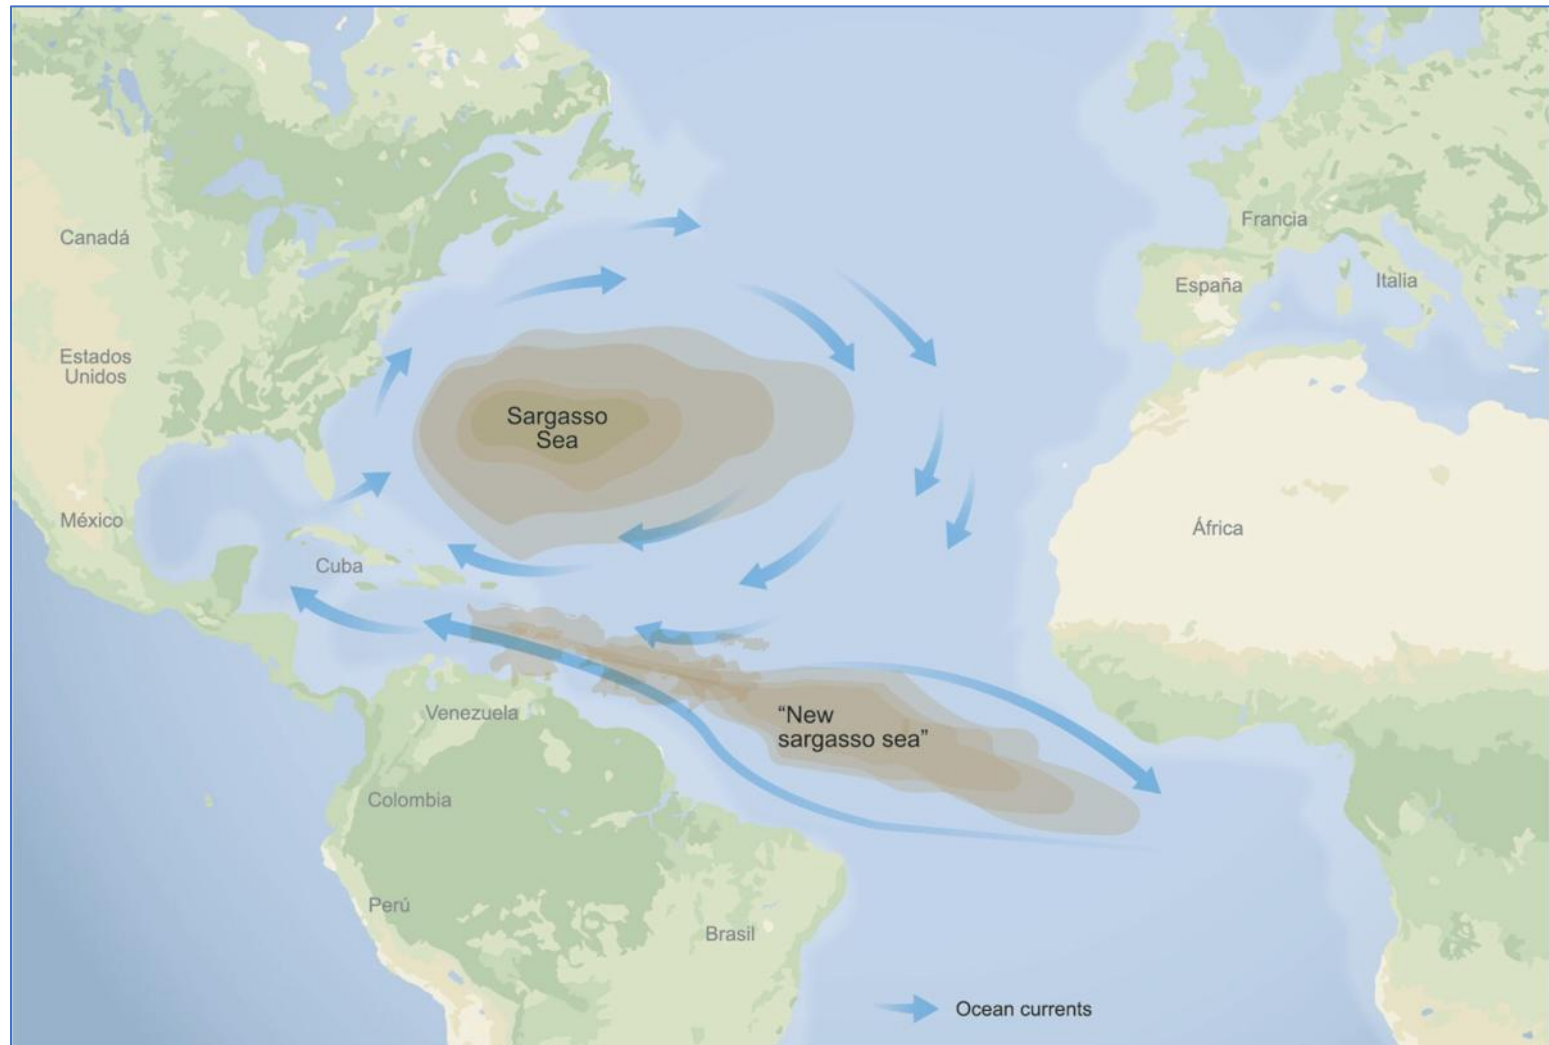 Canadá
Francia
España
Italia
Estados
Unidos
Sargasso
Sea
México
África
Cuba
Venezuela
“New
sargasso sea”
Colombia
Perú
Brasil
Ocean currents